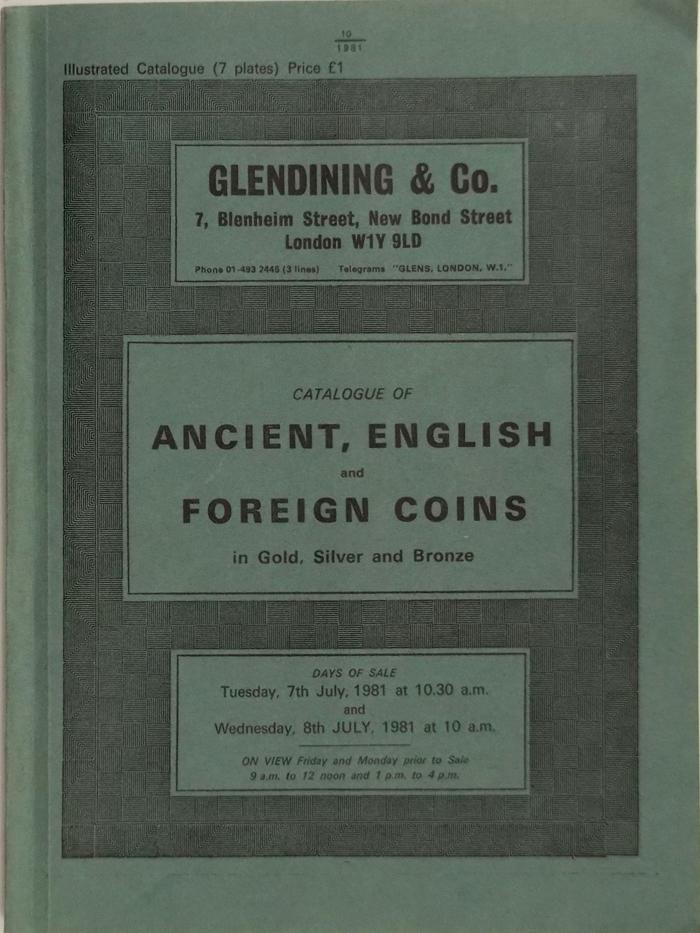 10
1981
Illustrated Catalogue (7 plates) Price £1
GLENDINING & Co.
7, Blenheim Street, New Bond Street
London W1Y 9LD
Phone 01-493 2445 (3 lines) Telegrams "GLENS, LONDON, W.1."
CATALOGUE OF
ANCIENT, ENGLISH
and
FOREIGN COINS
in Gold, Silver and Bronze
DAYS OF SALE
Tuesday, 7th July, 1981 at 10.30 a.m.
and
Wednesday, 8th JULY, 1981 at 10 a.m.
ON VIEW Friday and Monday prior to Sale
9 a.m. to 12 noon and 1 p.m. to 4 p.m.